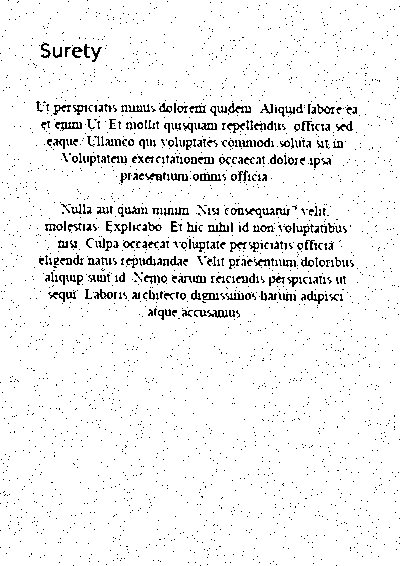 Surety
Ut perspiciatis minus dolorem quidem. Aliquid labore ea
et enim Ut. Et mollit quisquam repellendus, officia sed
eaque. Ullamco qui voluptates commodi soluta sit in
Voluptatem exercitationem occaecat dolore ipsa
praesentium omnis officia
Nulla aut quam minim. Nisi consequatur? velit
molestias. Explicabo. Et hic nihil id non voluptatibus
nisi. Culpa occaecat voluptate perspiciatis officia
eligendi natus repudiandae. Velit praesentium doloribus
aliquip sunt id. Nemo earum reiciendis perspiciatis ut
sequi. Laboris architecto dignissimos harum adipisci
atque accusamus